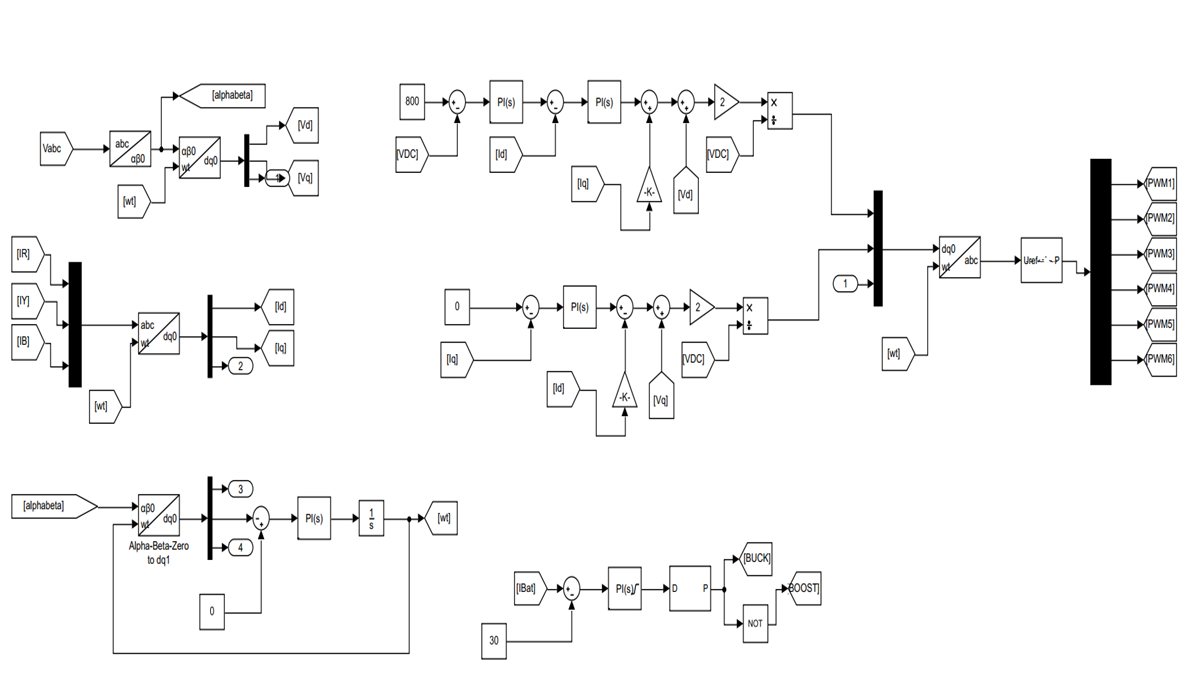 [alphabeta]
Vabc
abc
αβ0
αβ0
wt
dq0
[wt]
[Vd]
[Vq]
800
[VDC]
PI(s)
[Id]
PI(s)
[Iq]
-K-
[Vd]
2
[VDC]
×
÷
[IR]
[IY]
[IB]
[wt]
abc
wt
dq0
[Id]
[Iq]
2
0
[Iq]
PI(s)
[Id]
-K-
[Vq]
2
[VDC]
×
÷
1
[wt]
dq0
wt
abc
Uref
P
[PWM1]
[PWM2]
[PWM3]
[PWM4]
[PWM5]
[PWM6]
[alphabeta]
αβ0
wt
dq0
Alpha-Beta-Zero
to dq1
3
4
0
PI(s)
1
s
[wt]
[IBat]
30
PI(s)
D P
NOT
[BUCK]
[BOOST]